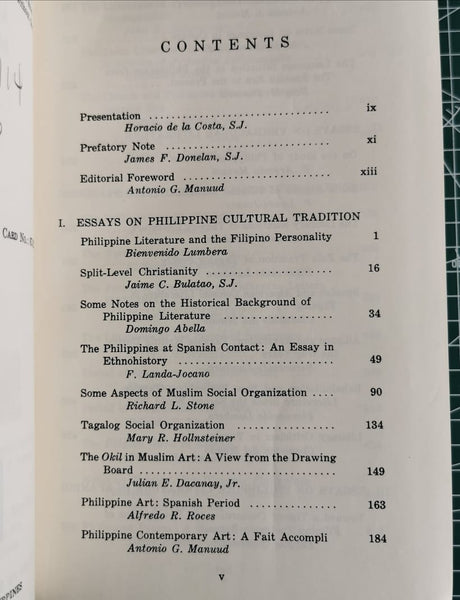 CONTENTS
Presentation .............................. ix
Horacio de la Costa, S.J.
Prefatory Note ........................... xi
James F. Donelan, S.J.
Editorial Foreword ........................ xiii
Antonio G. Manuud
I. ESSAYS ON PHILIPPINE CULTURAL TRADITION
Philippine Literature and the Filipino Personality 1
Bienvenido Lumbera
Split-Level Christianity ..................... 16
Jaime C. Bulatao, S.J.
Some Notes on the Historical Background of
Philippine Literature .................. 34
Domingo Abella
The Philippines at Spanish Contact: An Essay in
Ethnohistory .......................... 49
F. Landa-Jocano
Some Aspects of Muslim Social Organization .... 90
Richard L. Stone
Tagalog Social Organization ................ 134
Mary R. Hollnsteiner
The Okil in Muslim Art: A View from the Drawing
Board ................................ 149
Julian E. Dacanay, Jr.
Philippine Art: Spanish Period .............. 163
Alfredo R. Roces
Philippine Contemporary Art: A Fait Accompli 184
Antonio G. Manuud
v
CARD NO.